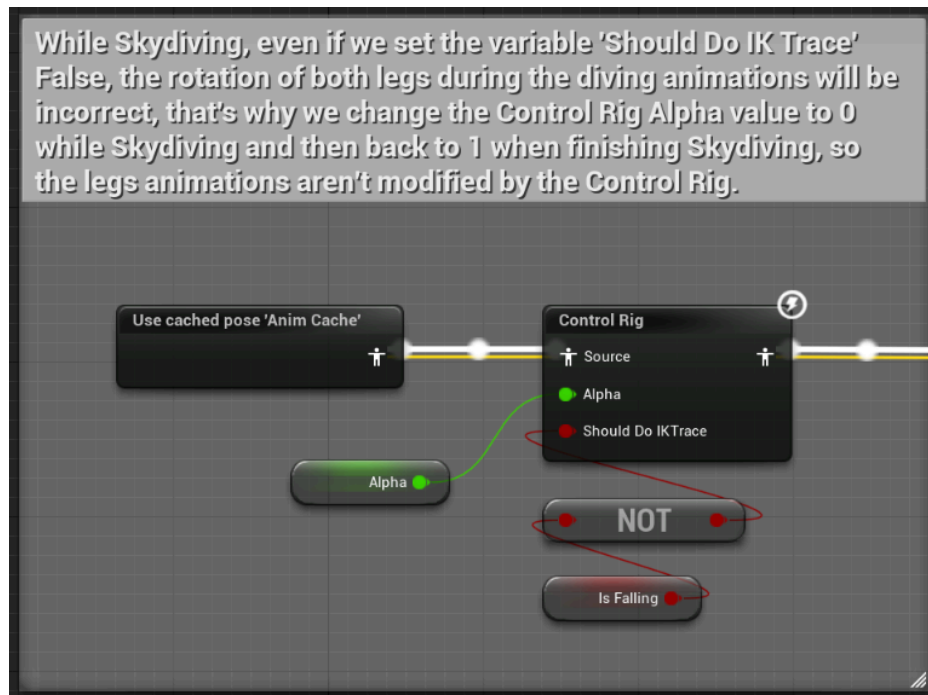 While Skydiving, even if we set the variable 'Should Do IK Trace'
False, the rotation of both legs during the diving animations will be
incorrect, that's why we change the Control Rig Alpha value to 0
while Skydiving and then back to 1 when finishing Skydiving, so
the legs animations aren't modified by the Control Rig.
Use cached pose 'Anim Cache'
Control Rig
Source
Alpha
Should Do IKTrace
Alpha
NOT
Is Falling